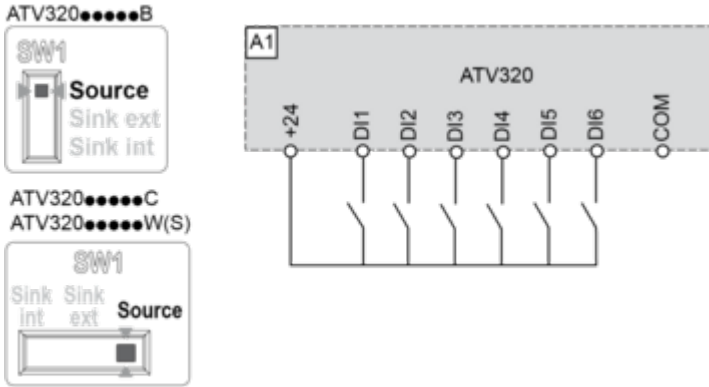 ATV320●●●●●B
SW1
Source
Sink ext
Sink int
ATV320●●●●●C
ATV320●●●●●W(S)
SW1
Sink int
Sink ext
Source
A1
ATV320
+24
DI1
DI2
DI3
DI4
DI5
DI6
COM